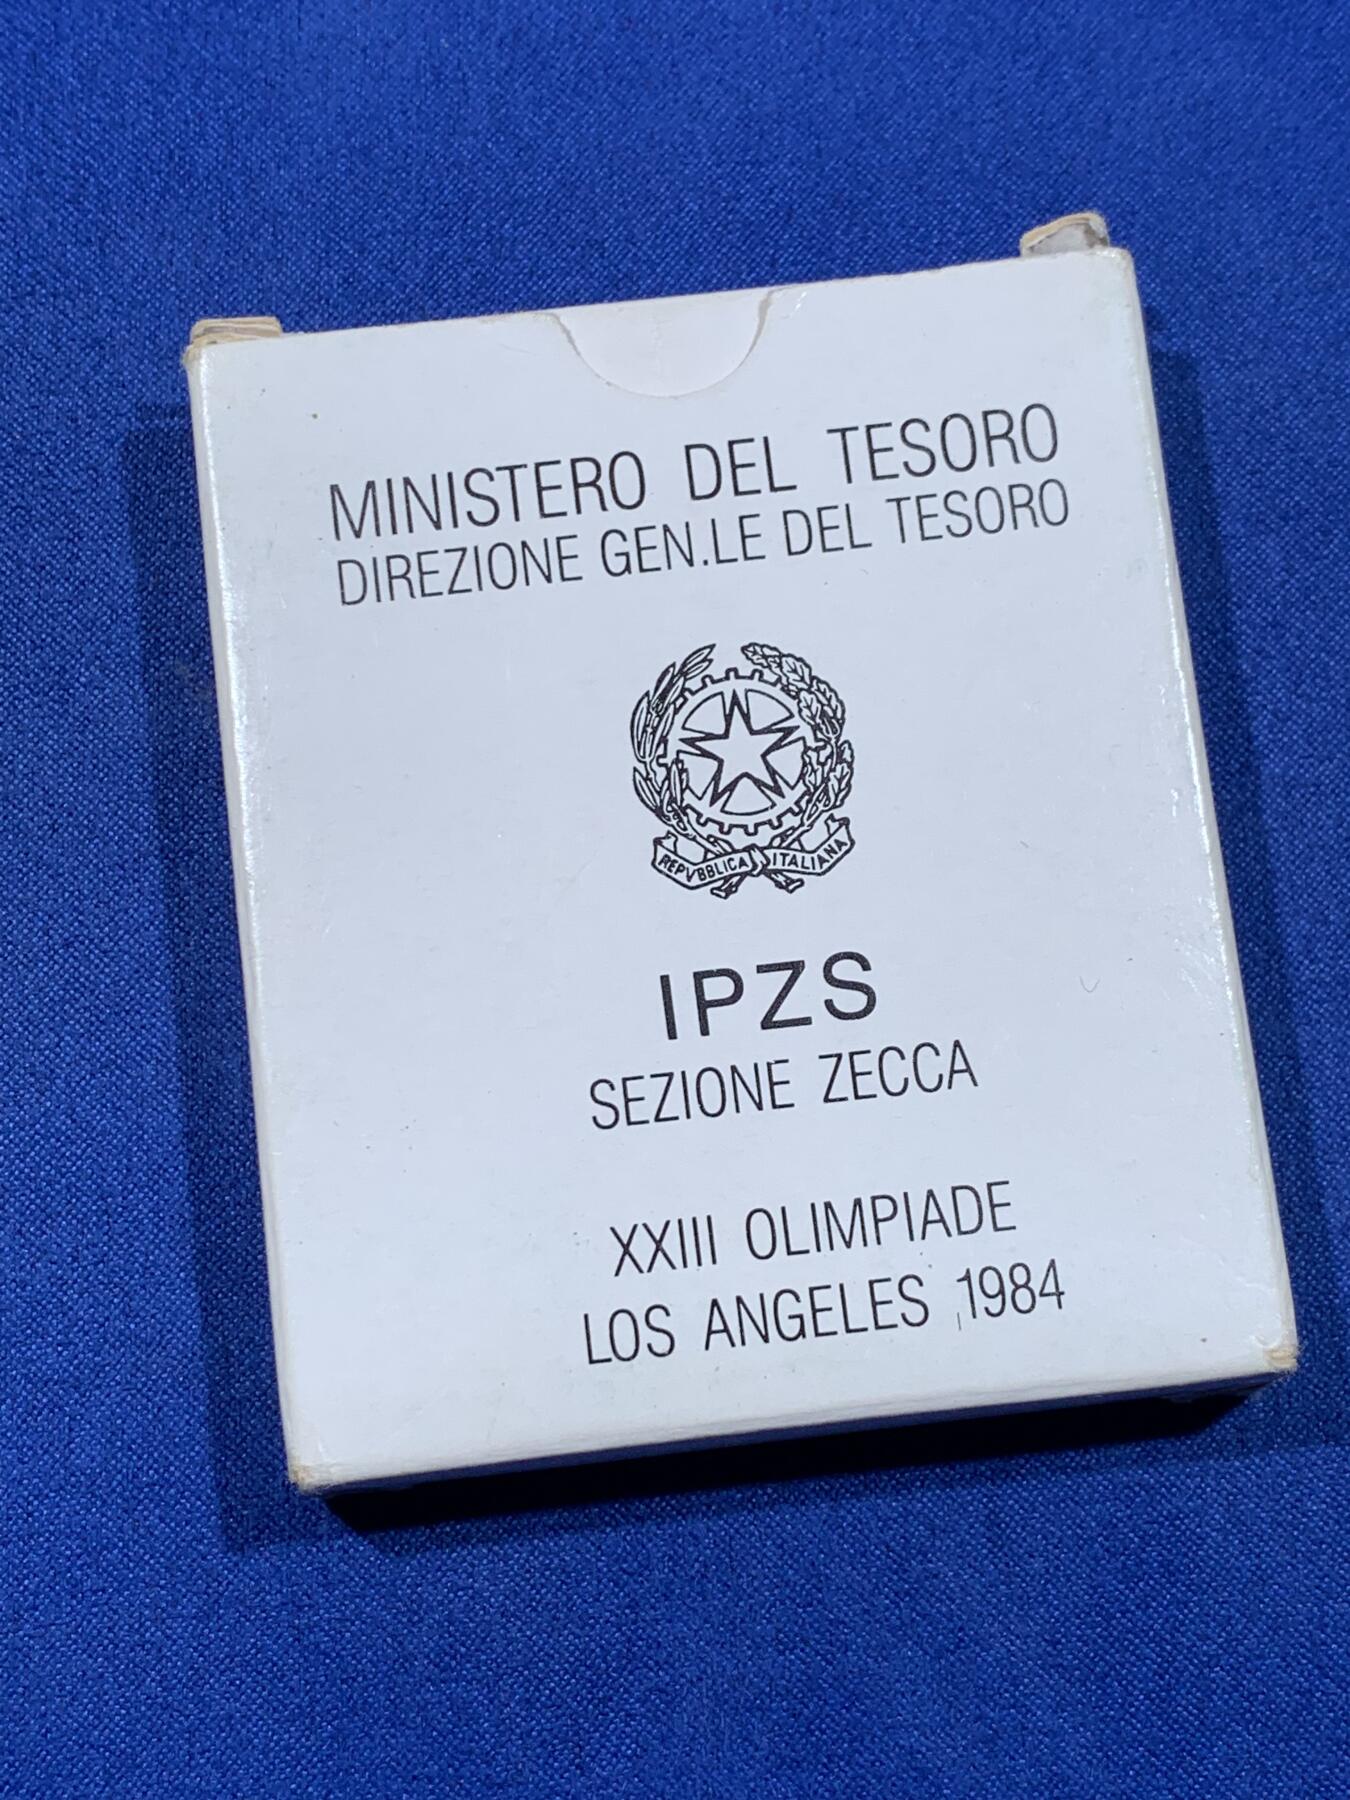 MINISTERO DEL TESORO
DIREZIONE GEN.LE DEL TESORO
REPVBBLICA ITALIANA
IPZS
SEZIONE ZECCA
XXIII OLIMPIADE
LOS ANGELES 1984